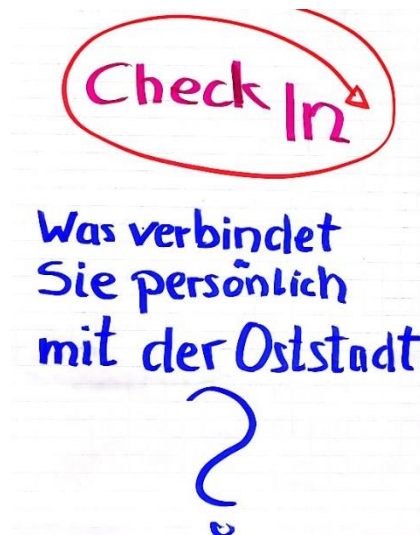 Check In
Was verbindet
Sie persönlich
mit der Oststadt
?